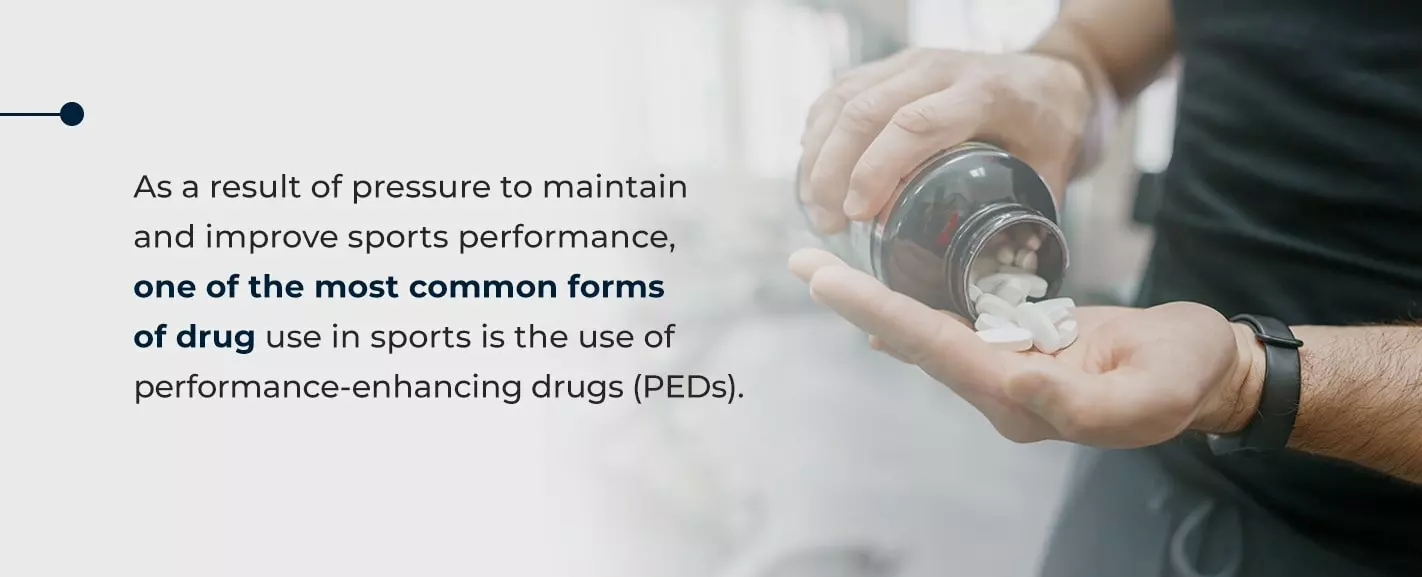 As a result of pressure to maintain
and improve sports performance,
one of the most common forms
of drug use in sports is the use of
performance-enhancing drugs (PEDs).